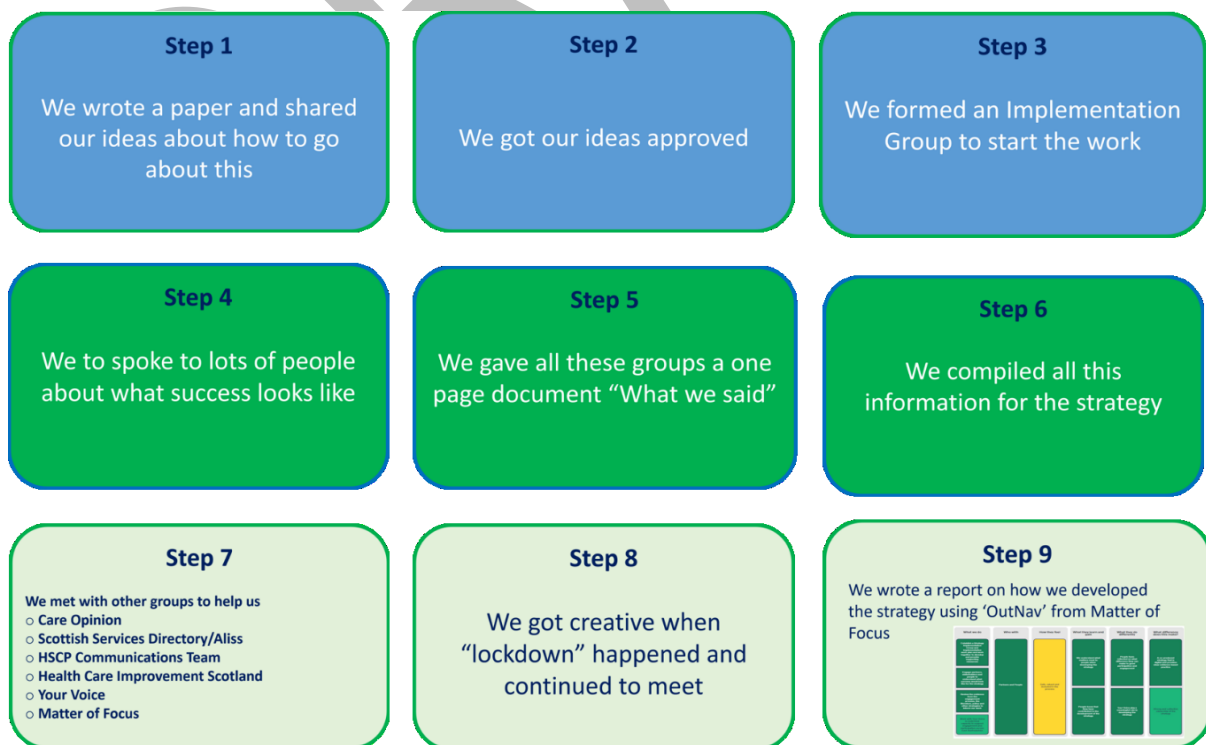 Step 1
We wrote a paper and shared
our ideas about how to go
about this
Step 2
We got our ideas approved
Step 3
We formed an Implementation
Group to start the work
Step 4
We to spoke to lots of people
about what success looks like
Step 5
We gave all these groups a one
page document “What we said”
Step 6
We compiled all this
information for the strategy
Step 7
We met with other groups to help us
○ Care Opinion
○ Scottish Services Directory/Aliss
○ HSCP Communications Team
○ Health Care Improvement Scotland
○ Your Voice
○ Matter of Focus
Step 8
We got creative when
“lockdown” happened and
continued to meet
Step 9
We wrote a report on how we developed
the strategy using ‘OutNav’ from Matter of
Focus